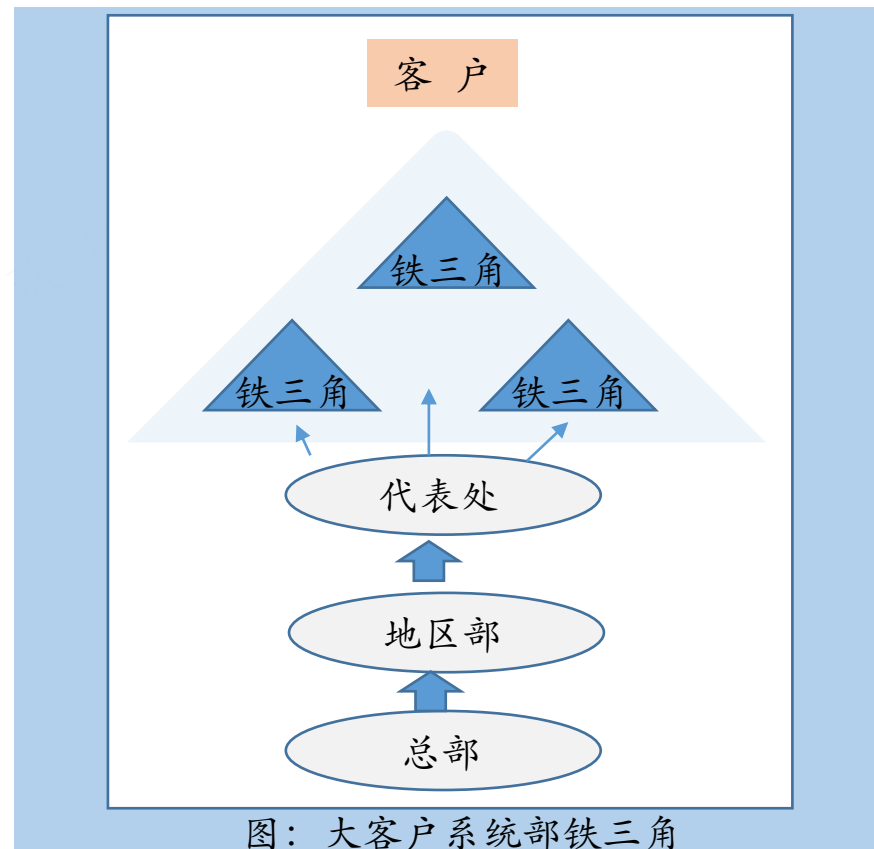 客 户
铁三角
铁三角
铁三角
代表处
地区部
总部
图：大客户系统部铁三角